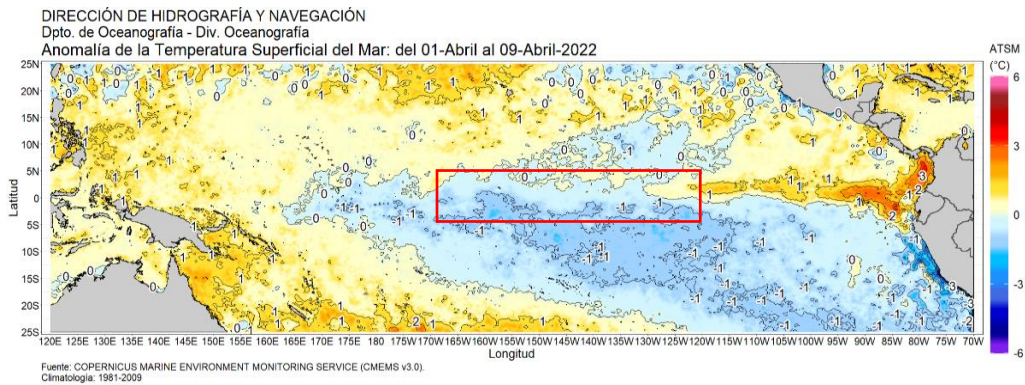 DIRECCIÓN DE HIDROGRAFÍA Y NAVEGACIÓN
Dpto. de Oceanografía - Div. Oceanografía
Anomalía de la Temperatura Superficial del Mar: del 01-Abril al 09-Abril-2022
ATSM
(°C)
25N
20N
15N
10N
5N
0
5S
10S
15S
20S
25S
Latitud
6
3
0
-3
-6
120E 125E 130E 135E 140E 145E 150E 155E 160E 165E 170E 175E 180 175W 170W 165W 160W 155W 150W 145W 140W 135W 130W 125W 120W 115W 110W 105W 100W 95W 90W 85W 80W 75W 70W
Longitud
Fuente: COPERNICUS MARINE ENVIRONMENT MONITORING SERVICE (CMEMS v3.0).
Climatología: 1981-2009